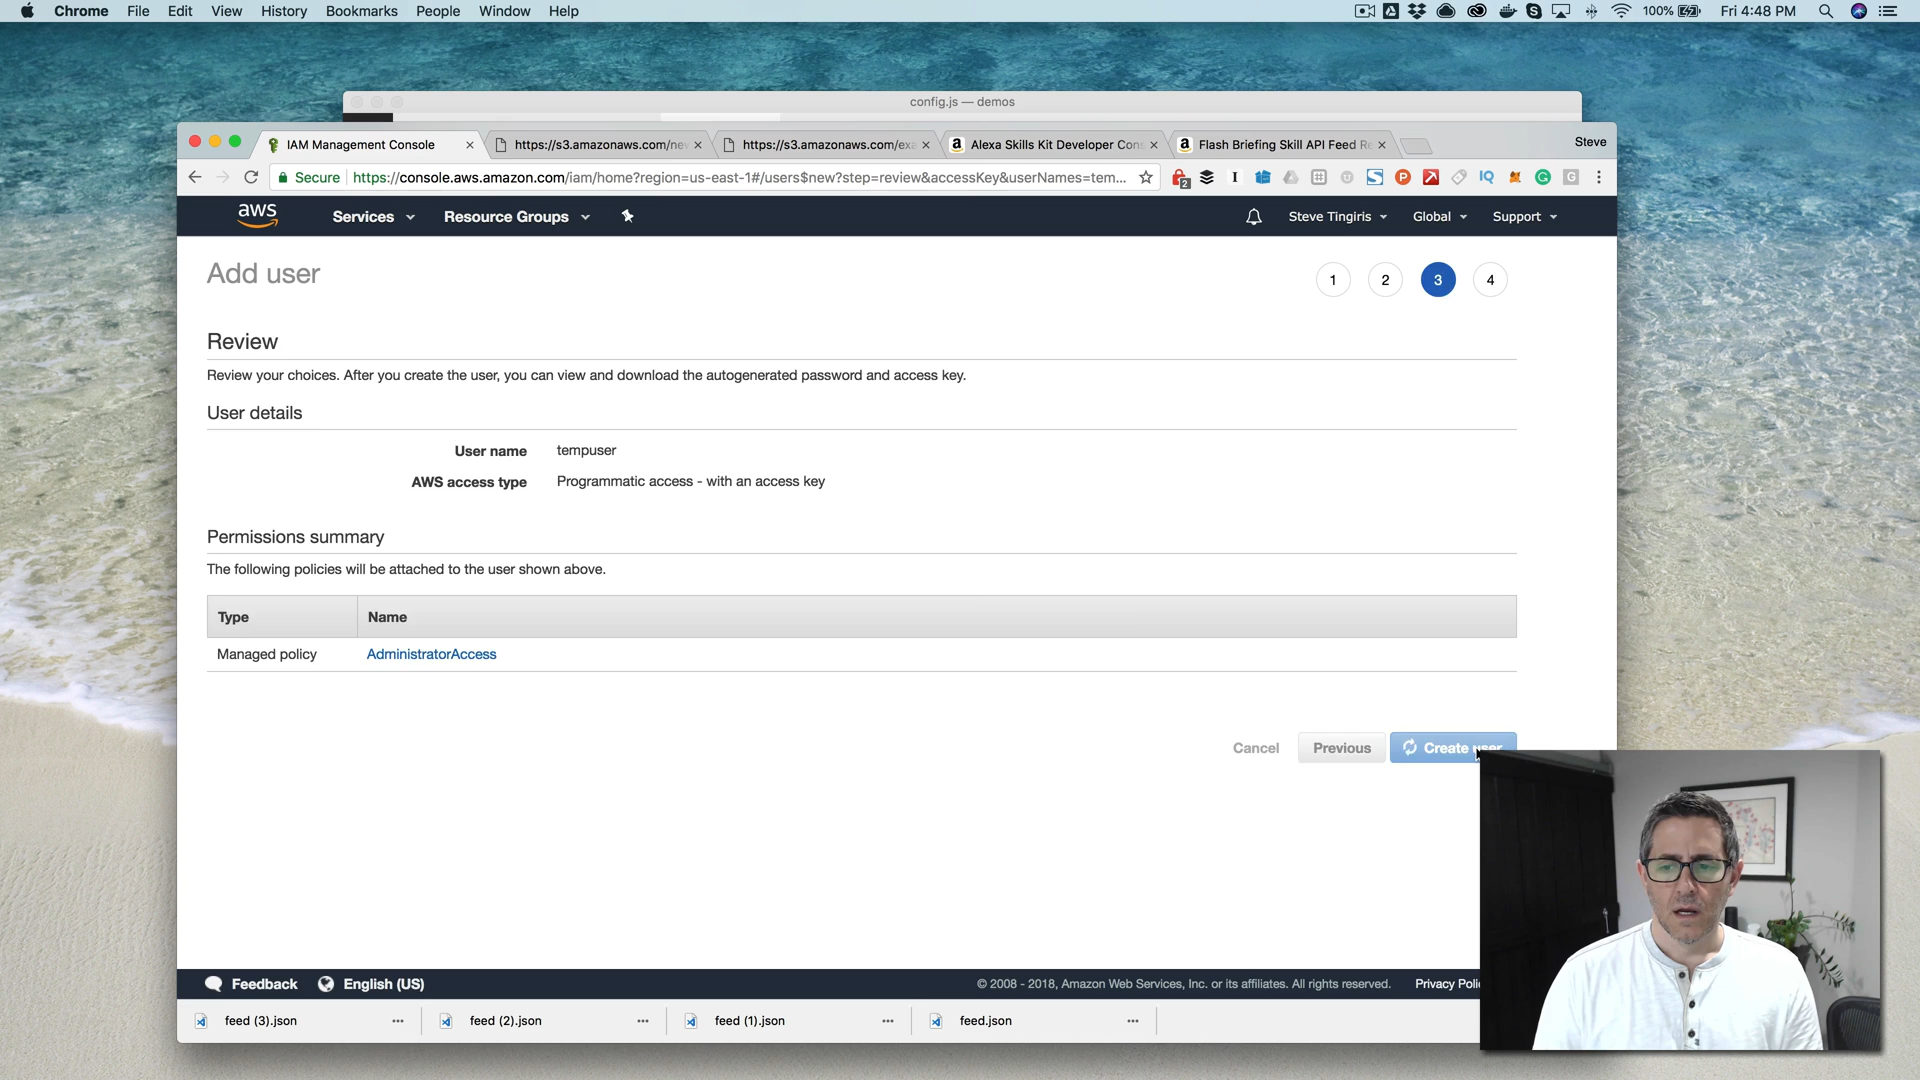 Chrome File Edit View History Bookmarks People Window Help 100% Fri 4:48 PM
config.js — demos
IAM Management Console https://s3.amazonaws.com/ne https://s3.amazonaws.com/exa Alexa Skills Kit Developer Con Flash Briefing Skill API Feed Re Steve
Secure https://console.aws.amazon.com/iam/home?region=us-east-1#/users$new?step=review&accessKey&userNames=tem... 2
aws Services Resource Groups Steve Tingiris Global Support
Add user 1 2 3 4
Review
Review your choices. After you create the user, you can view and download the autogenerated password and access key.
User details
User name tempuser
AWS access type Programmatic access - with an access key
Permissions summary
The following policies will be attached to the user shown above.
Type Name
Managed policy AdministratorAccess
Cancel Previous Create user
Feedback English (US) © 2008 - 2018, Amazon Web Services, Inc. or its affiliates. All rights reserved. Privacy Poli
feed (3).json feed (2).json feed (1).json feed.json